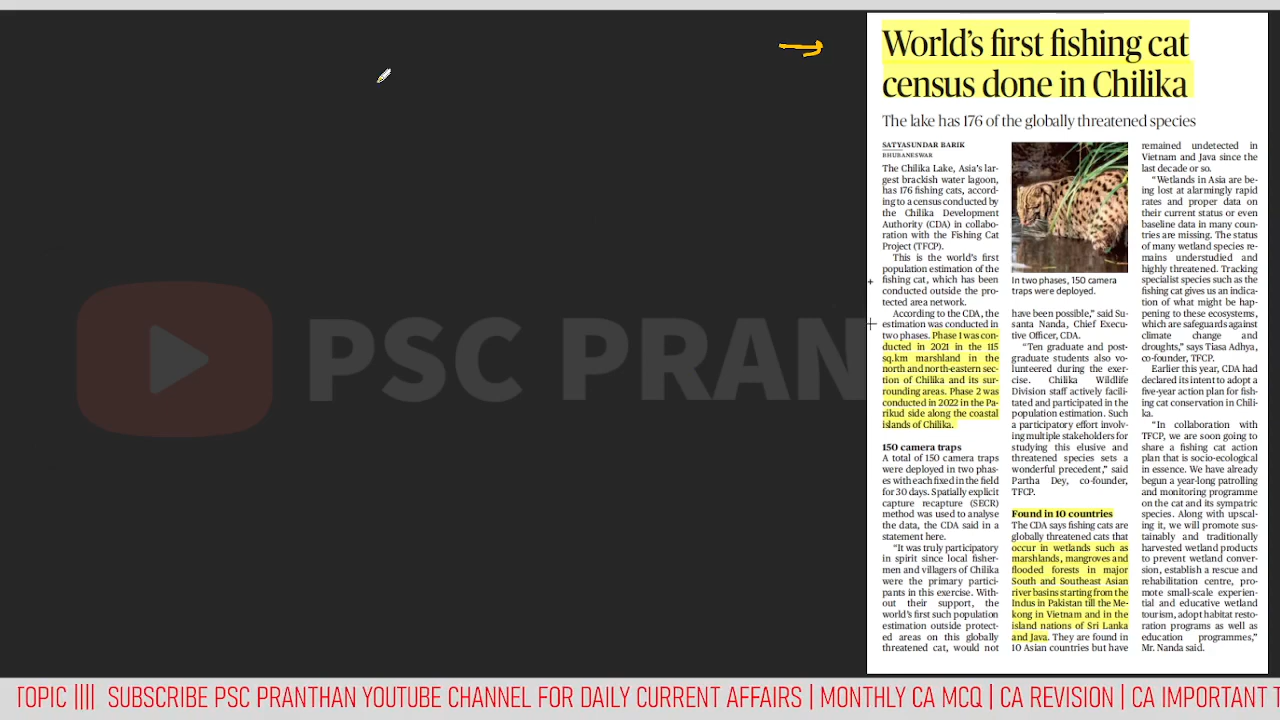 World's first fishing cat
census done in Chilika
The lake has 176 of the globally threatened species
SATYASUNDAR BARIK
BHUBANESWAR
The Chilika Lake, Asia's lar-
gest brackish water lagoon,
has 176 fishing cats, accord-
ing to a census conducted by
the Chilika Development
Authority (CDA) in collabo-
ration with the Fishing Cat
Project (TFCP).
This is the world's first
population estimation of the
fishing cat, which has been
conducted outside the pro-
tected area network.
According to the CDA, the
estimation was conducted in
two phases. Phase I was con-
ducted in 2021 in the 115
sq.km marshland in the
north and north-eastern sec-
tion of Chilika and its sur-
rounding areas. Phase 2 was
conducted in 2022 in the Pa-
rikud side along the coastal
islands of Chilika.
150 camera traps
A total of 150 camera traps
were deployed in two phas-
es with each fixed in the field
for 30 days. Spatially explicit
capture recapture (SECR)
method was used to analyse
the data, the CDA said in a
statement here.
"It was truly participatory
in spirit since local fisher-
men and villagers of Chilika
were the primary partici-
pants in this exercise. With-
out their support, the
world's first such population
estimation outside protect-
ed areas on this globally
threatened cat, would not
In two phases, 150 camera
traps were deployed.
have been possible," said Su-
santa Nanda, Chief Execu-
tive Officer, CDA.
"Ten graduate and post-
graduate students also vo-
lunteered during the exer-
cise. Chilika Wildlife
Division staff actively facili-
tated and participated in the
population estimation. Such
a participatory effort involv-
ing multiple stakeholders for
studying this elusive and
threatened species sets a
wonderful precedent," said
Partha Dey, co-founder,
TFCP.
Found in 10 countries
The CDA says fishing cats are
globally threatened cats that
occur in wetlands such as
marshlands, mangroves and
flooded forests in major
South and Southeast Asian
river basins starting from the
Indus in Pakistan till the Me-
kong in Vietnam and in the
island nations of Sri Lanka
and Java. They are found in
10 Asian countries but have
remained undetected in
Vietnam and Java since the
last decade or so.
"Wetlands in Asia are be-
ing lost at alarmingly rapid
rates and proper data on
their current status or even
baseline data in many coun-
tries are missing. The status
of many wetland species re-
mains understudied and
highly threatened. Tracking
specialist species such as the
fishing cat gives us an indica-
tion of what might be hap-
pening to these ecosystems,
which are safeguards against
climate change and
droughts," says Tiasa Adhya,
co-founder, TFCP.
Earlier this year, CDA had
declared its intent to adopt a
five-year action plan for fish-
ing cat conservation in Chili-
ka.
"In collaboration with
TFCP, we are soon going to
share a fishing cat action
plan that is socio-ecological
in essence. We have already
begun a year-long patrolling
and monitoring programme
on the cat and its sympatric
species. Along with upscal-
ing it, we will promote sus-
tainably and traditionally
harvested wetland products
to prevent wetland conver-
sion, establish a rescue and
rehabilitation centre, pro-
mote small-scale experien-
tial and educative wetland
tourism, adopt habitat resto-
ration programs as well as
education programmes,"
Mr. Nanda said.
PSC PRAN
TOPIC |||| SUBSCRIBE PSC PRANTHAN YOUTUBE CHANNEL FOR DAILY CURRENT AFFAIRS | MONTHLY CA MCQ | CA REVISION | CA IMPORTANT T